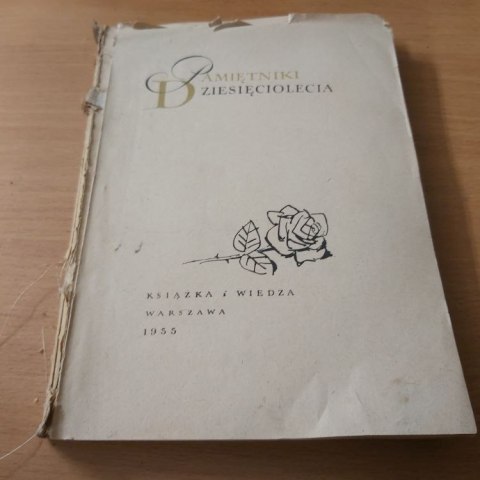 PAMIĘTNIKI
DZIESIĘCIOLECIA
KSIĄŻKA i WIEDZA
WARSZAWA
1955